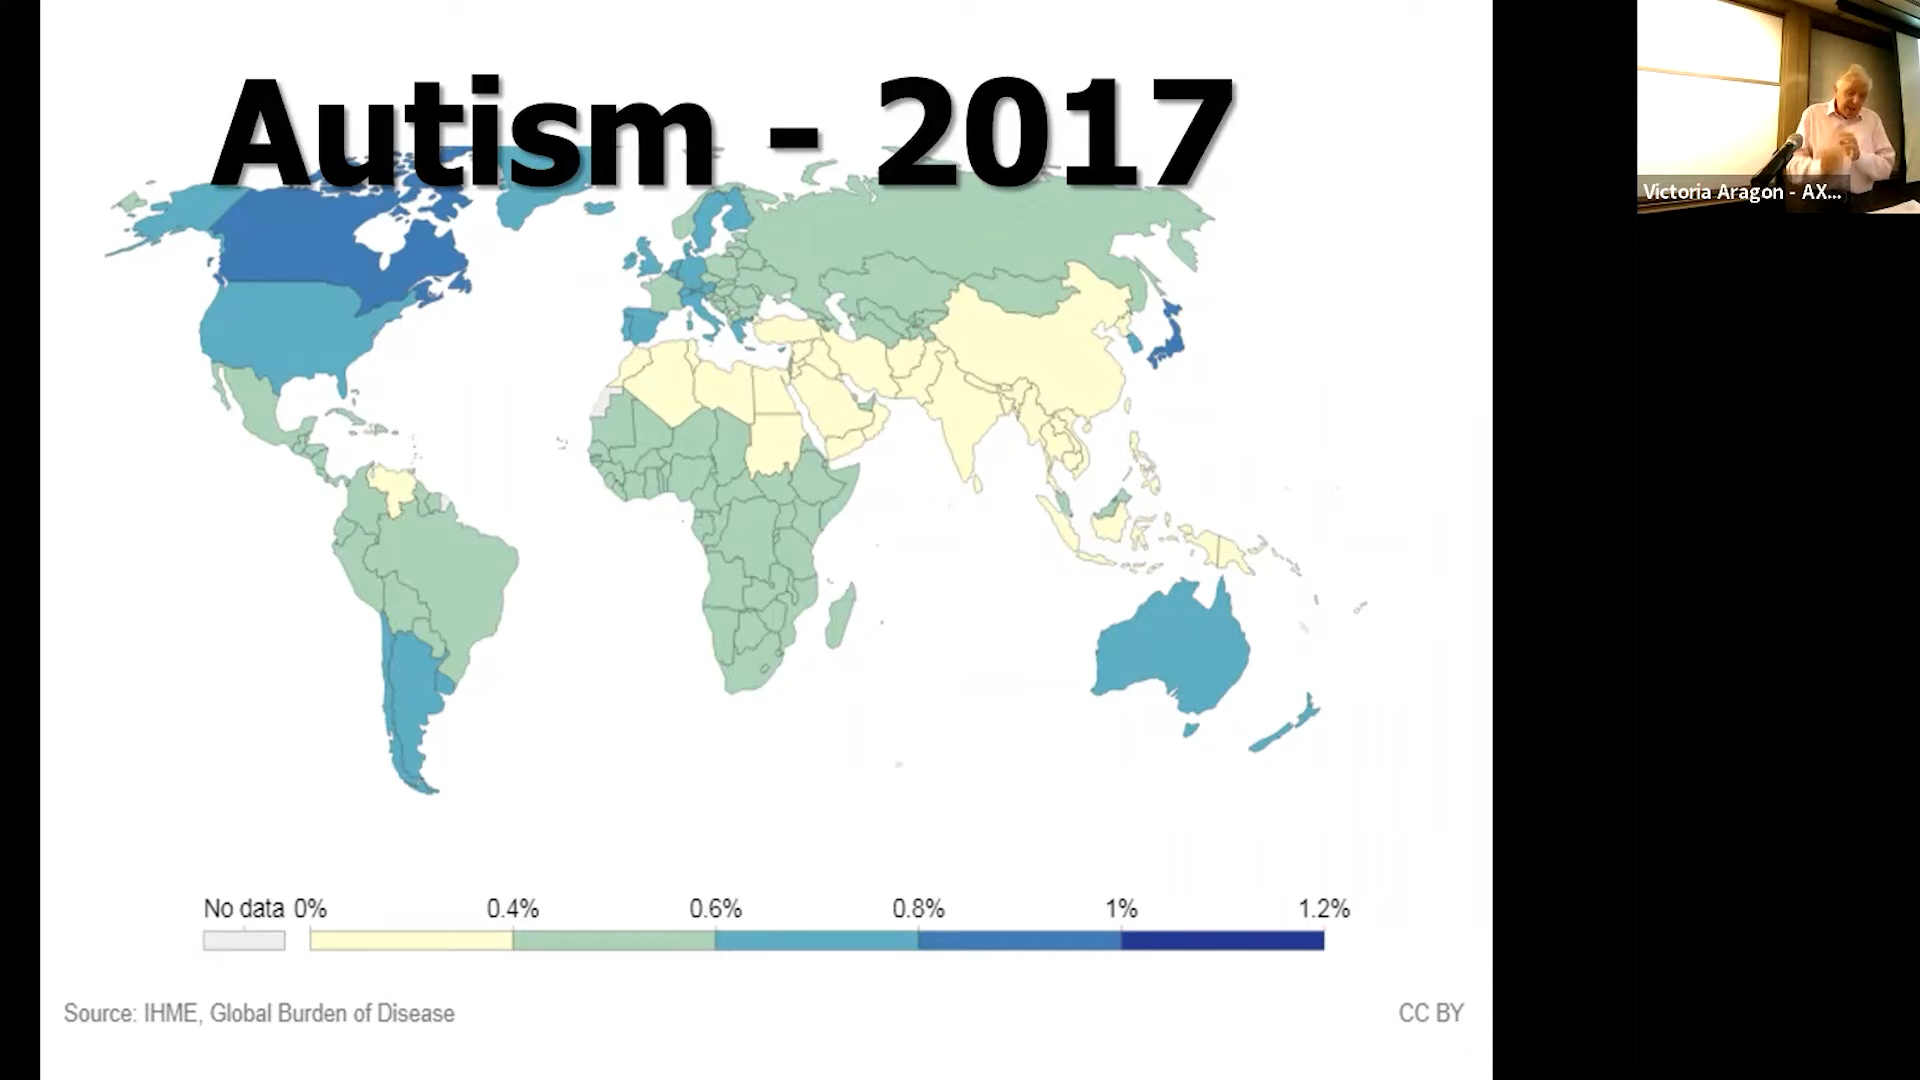 Autism - 2017
Victoria Aragon - AX...
No data 0% 0.4% 0.6% 0.8% 1% 1.2%
Source: IHME, Global Burden of Disease
CC BY